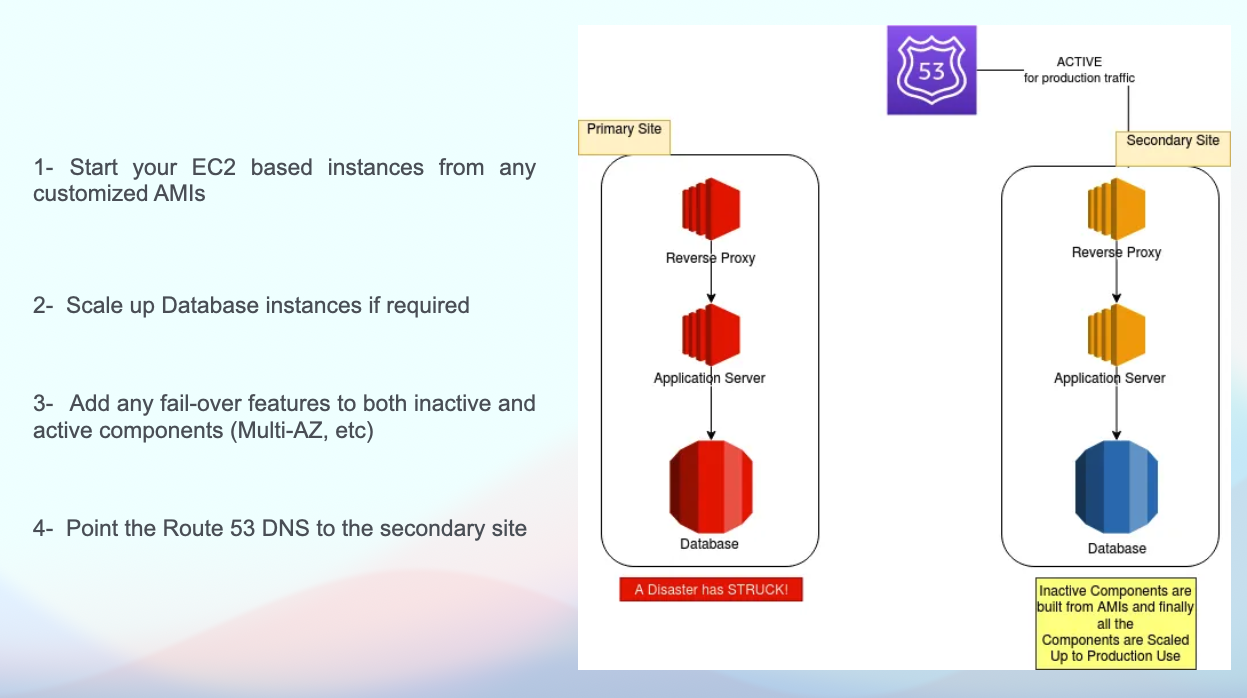 1- Start your EC2 based instances from any
customized AMIs
2- Scale up Database instances if required
3- Add any fail-over features to both inactive and
active components (Multi-AZ, etc)
4- Point the Route 53 DNS to the secondary site
53
ACTIVE
for production traffic
Primary Site
Reverse Proxy
Application Server
Database
A Disaster has STRUCK!
Secondary Site
Reverse Proxy
Application Server
Database
Inactive Components are
built from AMIs and finally
all the
Components are Scaled
Up to Production Use